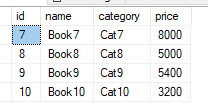 id name category price
7 Book7 Cat7 8000
8 Book8 Cat8 5000
9 Book9 Cat9 5400
10 Book10 Cat10 3200